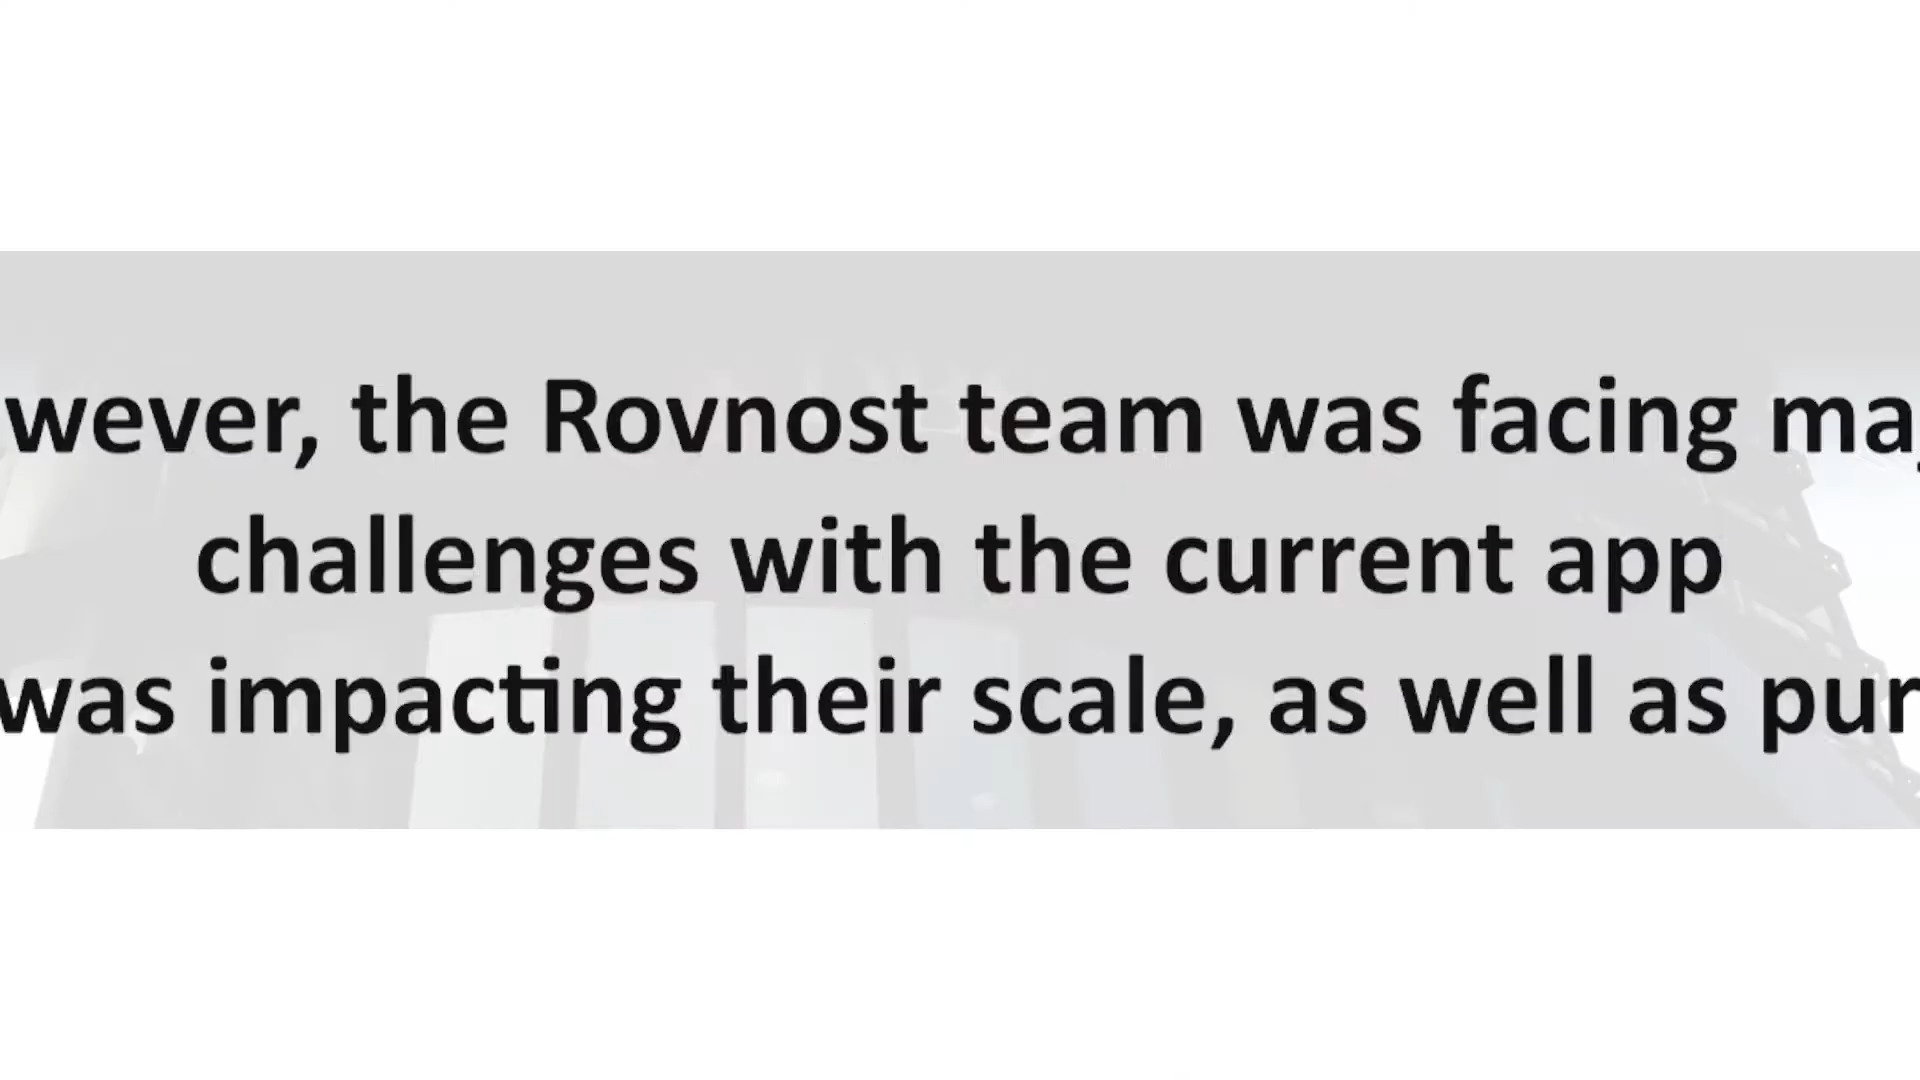 wever, the Rovnost team was facing ma
challenges with the current app
was impacting their scale, as well as pur